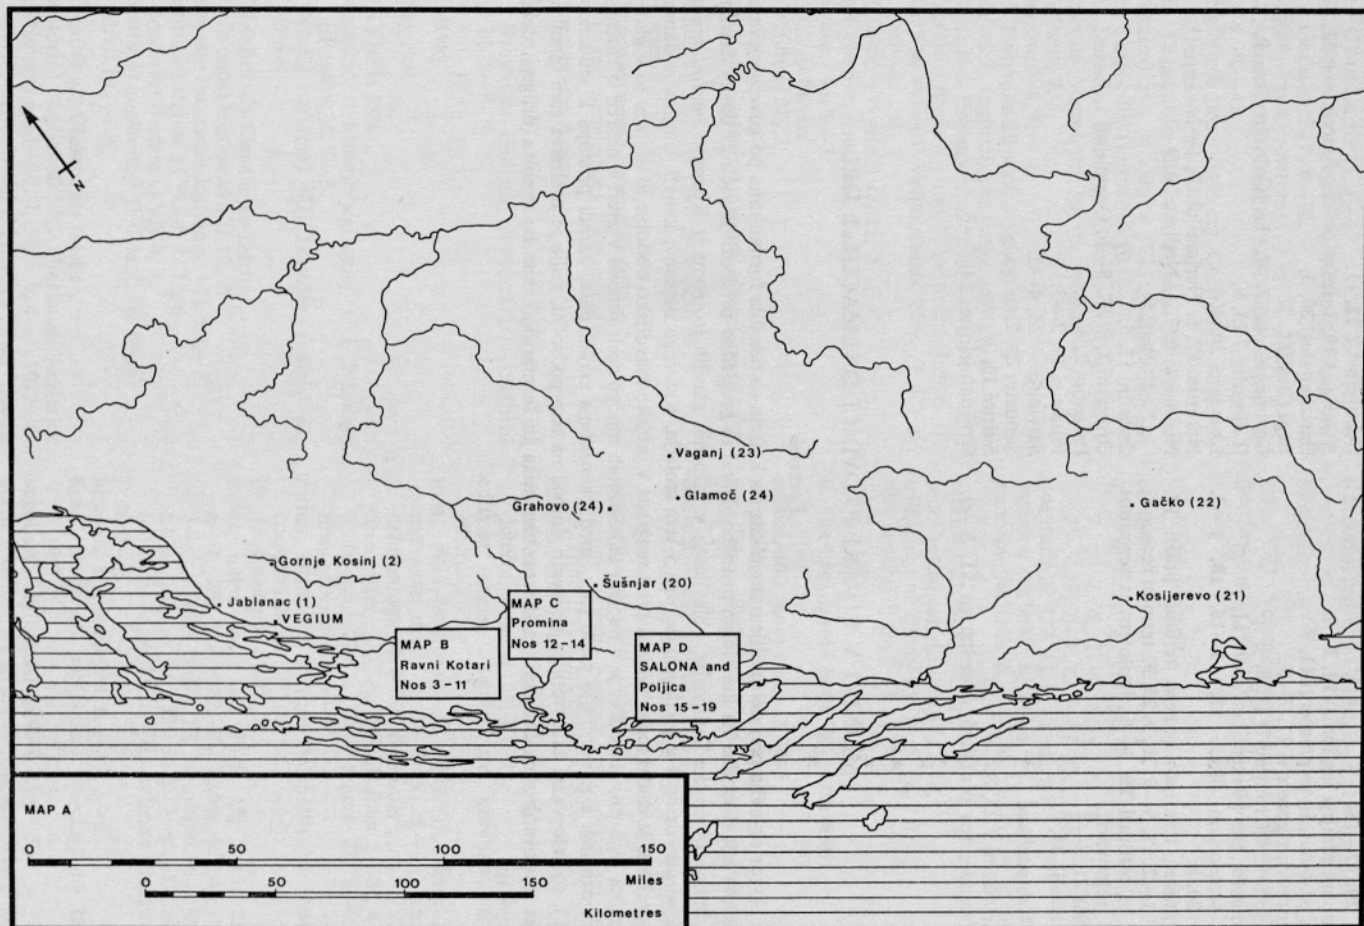 N
Vaganj (23)
Glamoč (24)
Grahovo (24)
Gačko (22)
Gornje Kosinj (2)
Šušnjar (20)
Jablanac (1)
VEGIUM
Kosijerevo (21)
MAP C
Promina
Nos 12–14
MAP B
Ravni Kotari
Nos 3–11
MAP D
SALONA and
Poljica
Nos 15–19
MAP A
0 50 100 150
Miles
0 50 100 150
Kilometres